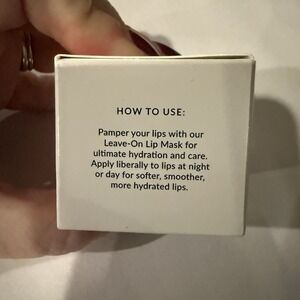 HOW TO USE:
Pamper your lips with our
Leave-On Lip Mask for
ultimate hydration and care.
Apply liberally to lips at night
or day for softer, smoother,
more hydrated lips.